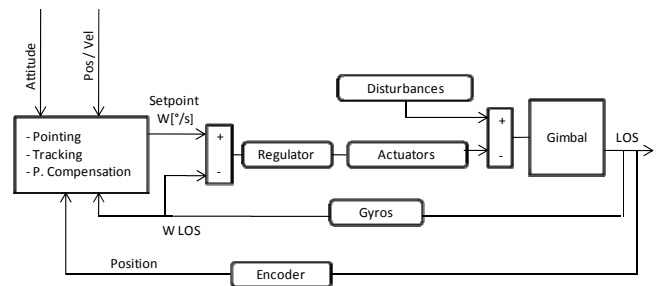 Attitude
Pos / Vel
Setpoint
W[°/s]
Disturbances
- Pointing
- Tracking
- P. Compensation
+
-
Regulator
Actuators
+
-
Gimbal
LOS
Gyros
W LOS
Position
Encoder